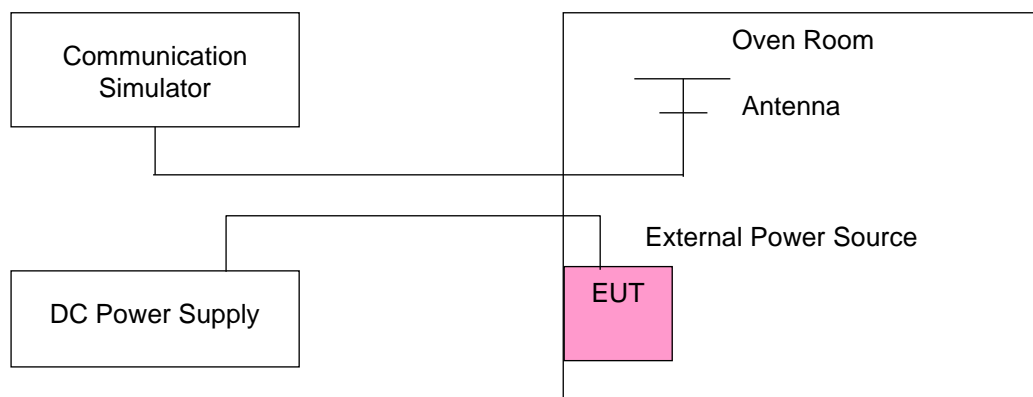 Communication
Simulator
Oven Room
Antenna
External Power Source
DC Power Supply
EUT